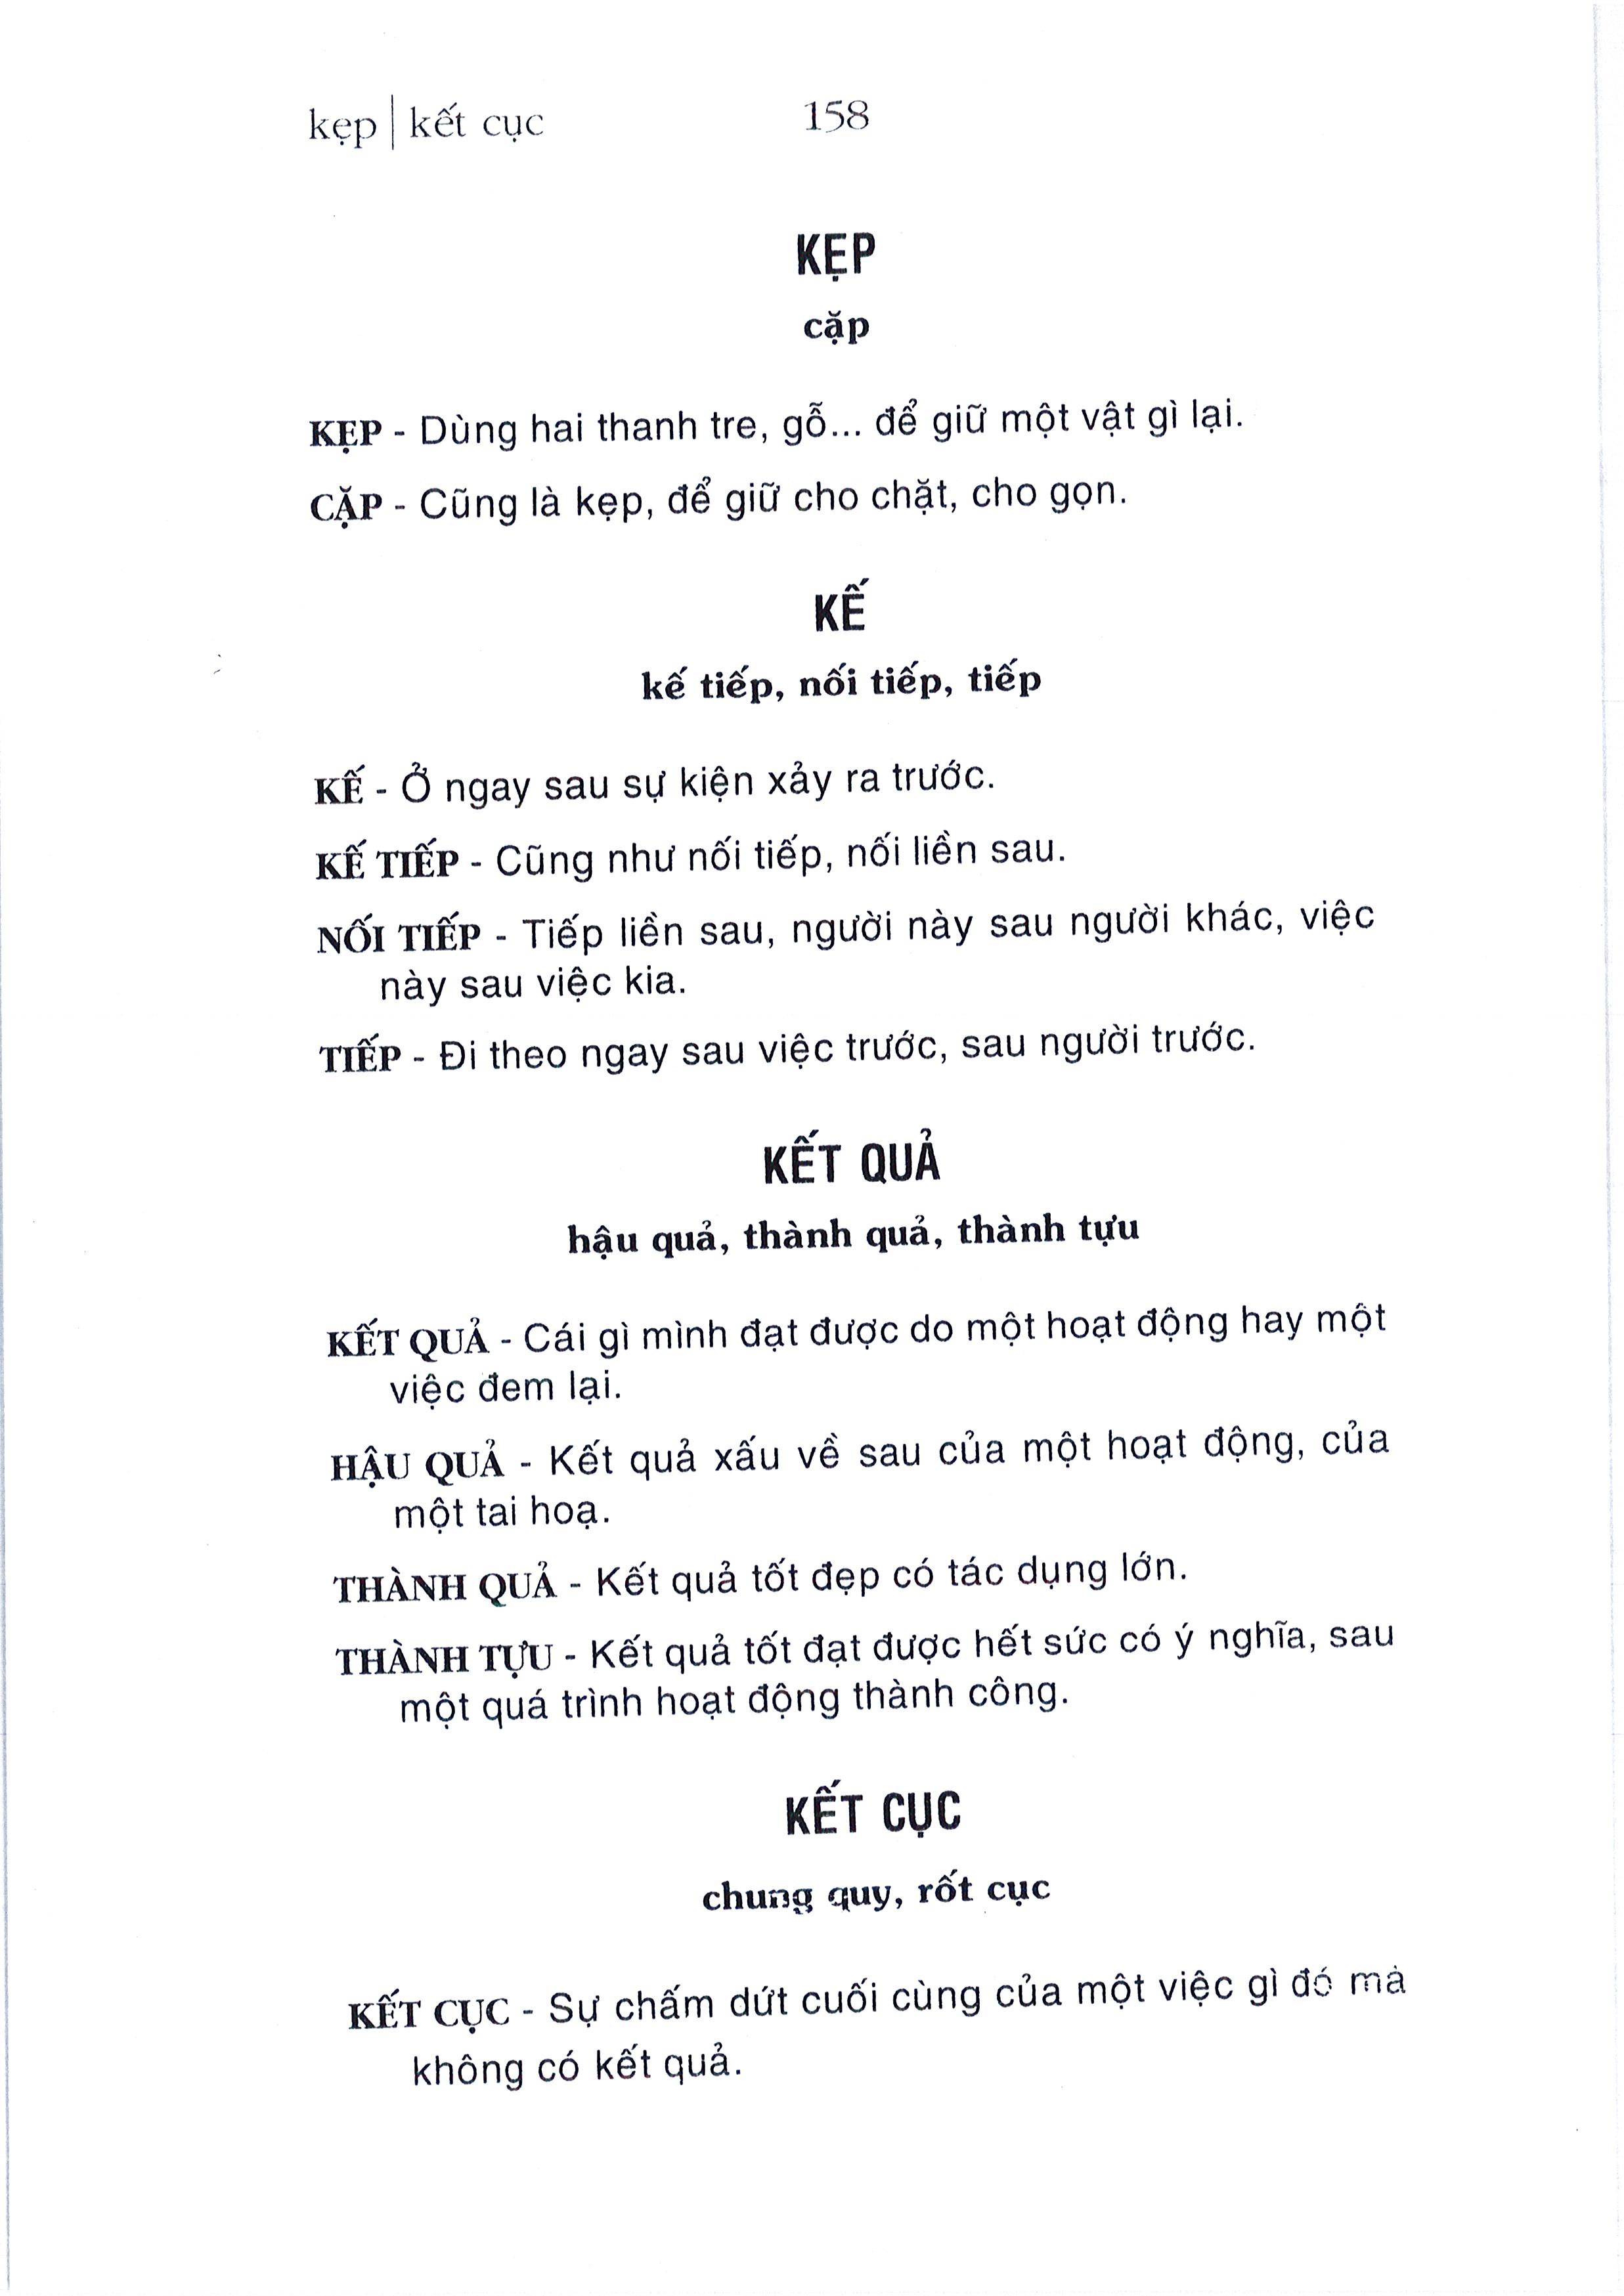 kẹp | kết cục 158
KẸP
cặp
KẸP - Dùng hai thanh tre, gỗ... để giữ một vật gì lại.
CẶP - Cũng là kẹp, để giữ cho chặt, cho gọn.
KẾ
kế tiếp, nối tiếp, tiếp
KẾ - Ở ngay sau sự kiện xảy ra trước.
KẾ TIẾP - Cũng như nối tiếp, nối liền sau.
NỐI TIẾP - Tiếp liền sau, người này sau người khác, việc
này sau việc kia.
TIẾP - Đi theo ngay sau việc trước, sau người trước.
KẾT QUẢ
hậu quả, thành quả, thành tựu
KẾT QUẢ - Cái gì mình đạt được do một hoạt động hay một
việc đem lại.
HẬU QUẢ - Kết quả xấu về sau của một hoạt động, của
một tai hoạ.
THÀNH QUẢ - Kết quả tốt đẹp có tác dụng lớn.
THÀNH TỰU - Kết quả tốt đạt được hết sức có ý nghĩa, sau
một quá trình hoạt động thành công.
KẾT CỤC
chung quy, rốt cục
KẾT CỤC - Sự chấm dứt cuối cùng của một việc gì đó mà
không có kết quả.